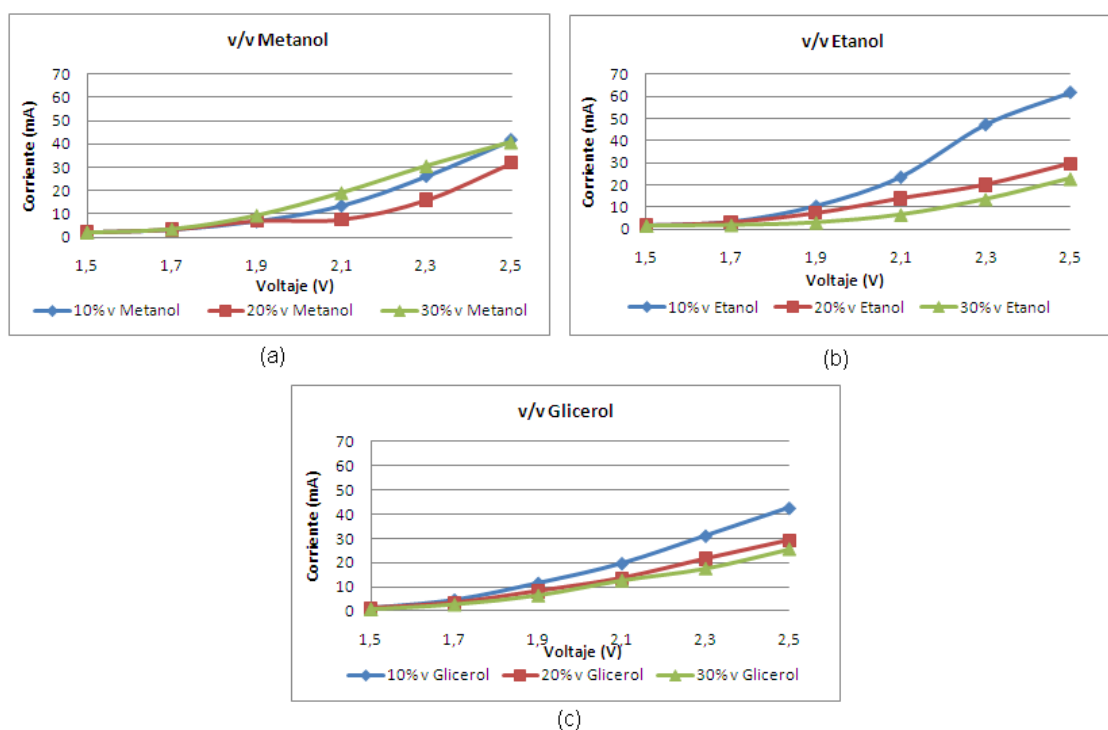 v/v Metanol
Corriente (mA)
70
60
50
40
30
20
10
0
1,5 1,7 1,9 2,1 2,3 2,5
Voltaje (V)
10% v Metanol 20% v Metanol 30% v Metanol
(a)
v/v Etanol
Corriente (mA)
70
60
50
40
30
20
10
0
1,5 1,7 1,9 2,1 2,3 2,5
Voltaje (V)
10% v Etanol 20% v Etanol 30% v Etanol
(b)
v/v Glicerol
Corriente (mA)
70
60
50
40
30
20
10
0
1,5 1,7 1,9 2,1 2,3 2,5
Voltaje (V)
10% v Glicerol 20% v Glicerol 30% v Glicerol
(c)